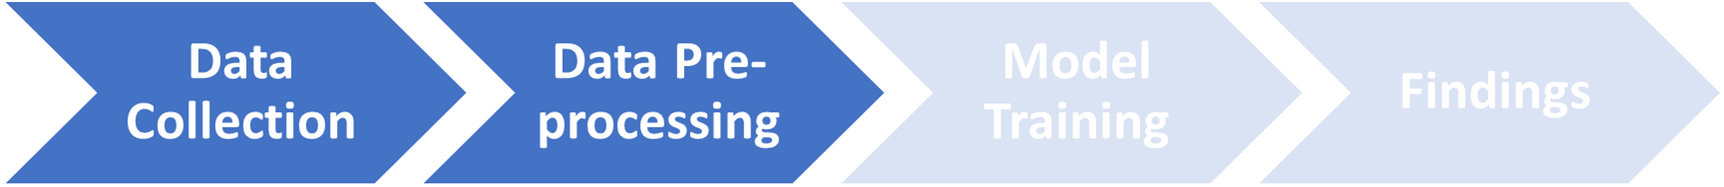 Data
Collection
Data Pre-
processing
Model
Training
Findings